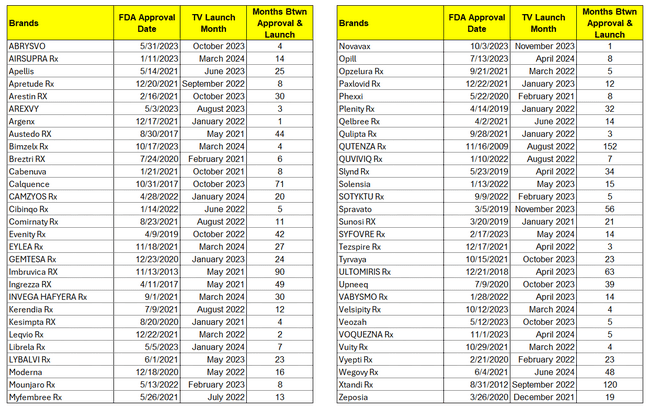 Brands FDA Approval Date TV Launch Month Months Btwn Approval & Launch
ABRYSVO 5/31/2023 October 2023 4
AIRSUPRA Rx 1/11/2023 March 2024 14
Apellis 5/14/2021 June 2023 25
Apretude Rx 12/20/2021 September 2022 8
Arestin RX 2/16/2021 October 2023 30
AREXVY 5/3/2023 August 2023 3
Argenx 12/17/2021 January 2022 1
Austedo RX 8/30/2017 May 2021 44
Bimzelx Rx 10/17/2023 March 2024 4
Breztri RX 7/24/2020 February 2021 6
Cabenuva 1/21/2021 October 2021 8
Calquence 10/31/2017 October 2023 71
CAMZYOS Rx 4/28/2022 January 2024 20
Cibinqo Rx 1/14/2022 June 2022 5
Comirnaty Rx 8/23/2021 August 2022 11
Evenity Rx 4/9/2019 October 2022 42
EYLEA Rx 11/18/2021 March 2024 27
GEMTESA Rx 12/23/2020 January 2023 24
Imbruvica RX 11/13/2013 May 2021 90
Ingrezza RX 4/11/2017 May 2021 49
INVEGA HAFYERA Rx 9/1/2021 March 2024 30
Kerendia Rx 7/9/2021 August 2022 12
Kesimpta RX 8/20/2020 January 2021 4
Leqvio Rx 12/22/2021 March 2022 2
Librela Rx 5/5/2023 January 2024 7
LYBALVI Rx 6/1/2021 May 2023 23
Moderna 12/18/2020 May 2022 16
Mounjaro Rx 5/13/2022 February 2023 8
Myfembree Rx 5/26/2021 July 2022 13
Brands FDA Approval Date TV Launch Month Months Btwn Approval & Launch
Novavax 10/3/2023 November 2023 1
Opill 7/13/2023 April 2024 8
Opzelura Rx 9/21/2021 March 2022 5
Paxlovid Rx 12/22/2021 January 2023 12
Phexxi 5/22/2020 February 2021 8
Plenity Rx 4/14/2019 January 2022 32
Qelbree Rx 4/2/2021 June 2022 14
Qulipta Rx 9/28/2021 January 2022 3
QUTENZA Rx 11/16/2009 August 2022 152
QUVIVIQ Rx 1/10/2022 August 2022 7
Slynd Rx 5/23/2019 April 2022 34
Solensia 1/13/2022 May 2023 15
SOTYKTU Rx 9/9/2022 February 2023 5
Spravato 3/5/2019 November 2023 56
Sunosi RX 3/20/2019 January 2021 21
SYFOVRE Rx 2/17/2023 May 2024 14
Tezspire Rx 12/17/2021 April 2022 3
Tyrvaya 10/15/2021 October 2023 23
ULTOMIRIS Rx 12/21/2018 April 2023 63
Upneeq 7/9/2020 October 2023 39
VABYSMO Rx 1/28/2022 April 2023 14
Velsipity Rx 10/12/2023 March 2024 4
Veozah 5/12/2023 October 2023 5
VOQUEZNA Rx 11/1/2023 April 2024 5
Vuity Rx 10/29/2021 March 2022 4
Vyepti Rx 2/21/2020 February 2022 23
Wegovy Rx 6/4/2021 June 2024 48
Xtandi Rx 8/31/2012 September 2022 120
Zeposia 3/26/2020 December 2021 19